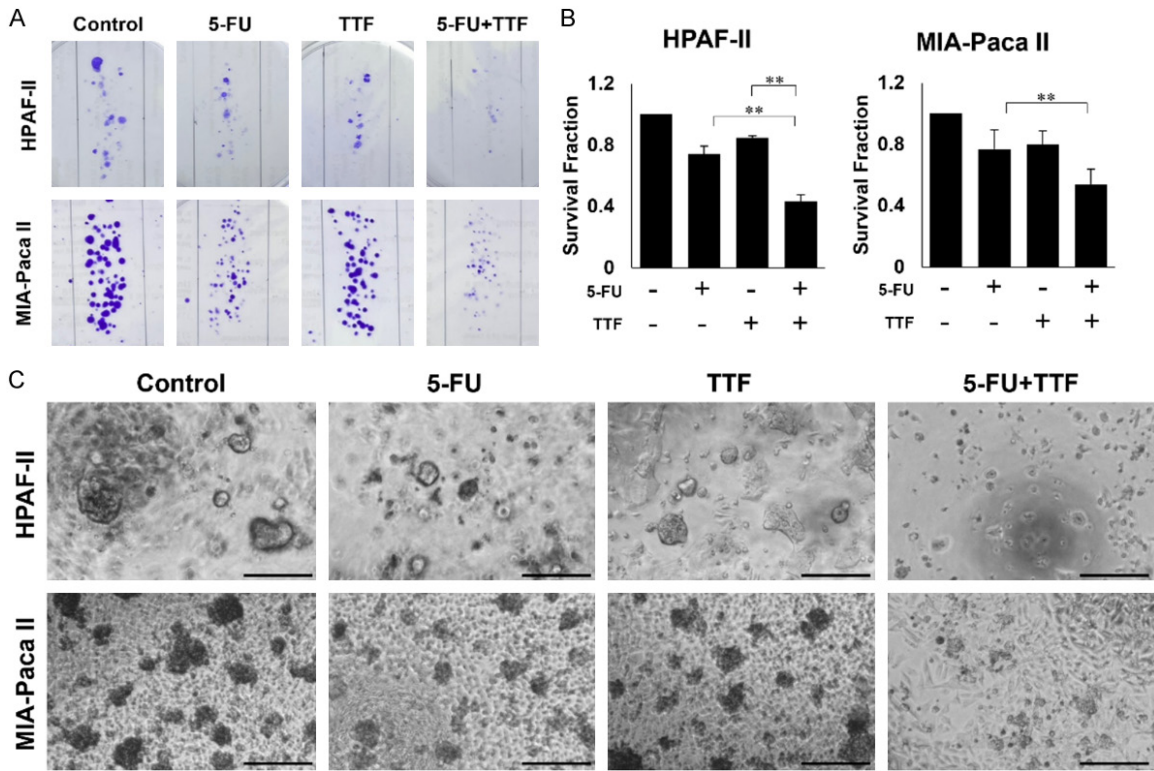 A
Control 5-FU TTF 5-FU+TTF
HPAF-II
MIA-Paca II
B
HPAF-II
Survival Fraction
1.2
0.8
0.4
0
**
**
5-FU - + - +
TTF - - + +
MIA-Paca II
Survival Fraction
1.2
0.8
0.4
0
**
5-FU - + - +
TTF - - + +
C
Control 5-FU TTF 5-FU+TTF
HPAF-II
MIA-Paca II